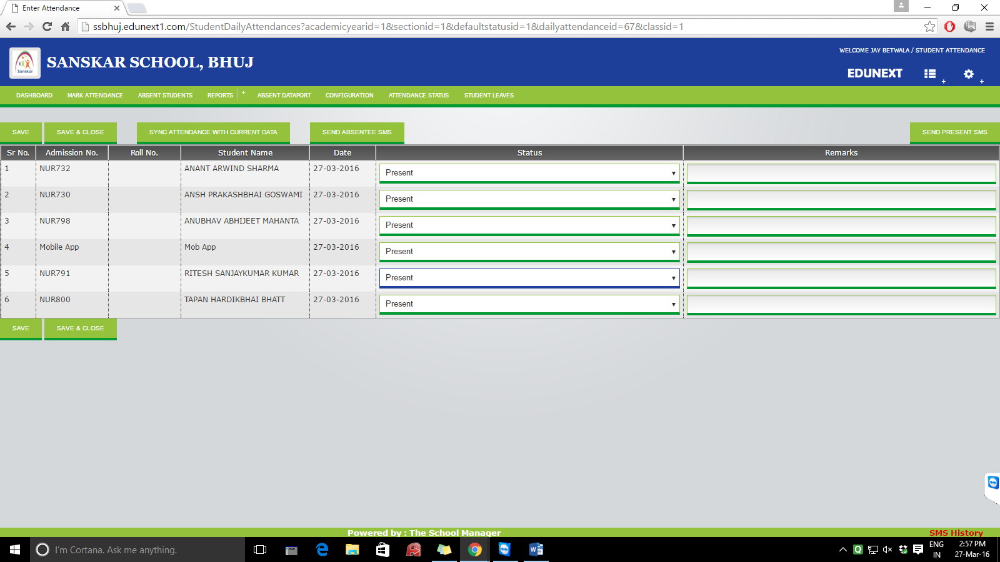 Enter Attendance
ssbhuj.edunext1.com/StudentDailyAttendances?academicyearid=1&sectionid=1&defaultstatusid=1&dailyattendanceid=67&classid=1
WELCOME JAY BETWALA / STUDENT ATTENDANCE
Sanskar
SANSKAR SCHOOL, BHUJ
EDUNEXT + +
DASHBOARD MARK ATTENDANCE ABSENT STUDENTS REPORTS + ABSENT DATAPORT CONFIGURATION ATTENDANCE STATUS STUDENT LEAVES
SAVE SAVE & CLOSE SYNC ATTENDANCE WITH CURRENT DATA SEND ABSENTEE SMS SEND PRESENT SMS
Sr No. Admission No. Roll No. Student Name Date Status Remarks
1 NUR732 ANANT ARWIND SHARMA 27-03-2016 Present
2 NUR730 ANSH PRAKASHBHAI GOSWAMI 27-03-2016 Present
3 NUR798 ANUBHAV ABHIJEET MAHANTA 27-03-2016 Present
4 Mobile App Mob App 27-03-2016 Present
5 NUR791 RITESH SANJAYKUMAR KUMAR 27-03-2016 Present
6 NUR800 TAPAN HARDIKBHAI BHATT 27-03-2016 Present
SAVE SAVE & CLOSE
Powered by : The School Manager SMS History
I'm Cortana. Ask me anything.
ENG
IN
2:57 PM
27-Mar-16